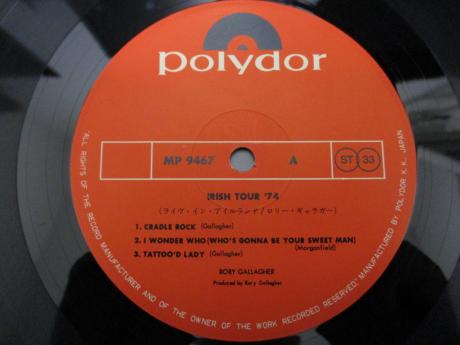 polydor
MP 9467
A
ST 33
IRISH TOUR '74
(ライヴ・イン・アイルランド/ロリー・ギャラガー)
1. CRADLE ROCK (Gallagher)
2. I WONDER WHO (WHO'S GONNA BE YOUR SWEET MAN)
(Morganfield)
3. TATTOO'D LADY (Gallagher)
RORY GALLAGHER
Produced by Rory Gallagher
ALL RIGHTS OF THE RECORD MANUFACTURER AND OF THE OWNER OF THE WORK RECORDED RESERVED. MANUFACTURED BY POLYDOR K.K., JAPAN